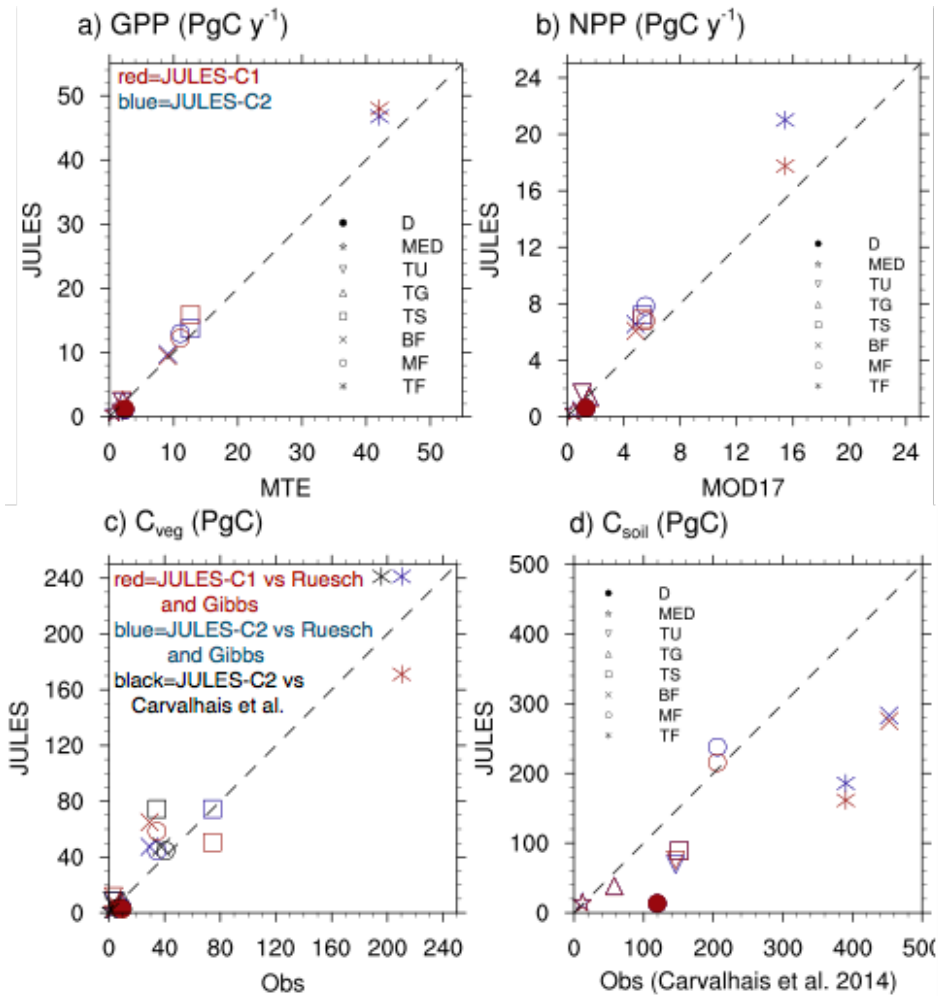 a) GPP (PgC y⁻¹)
red=JULES-C1
blue=JULES-C2
50
40
30
20
10
0
JULES
D
MED
TU
TG
TS
BF
MF
TF
0 10 20 30 40 50
MTE
b) NPP (PgC y⁻¹)
24
20
16
12
8
4
0
JULES
D
MED
TU
TG
TS
BF
MF
TF
0 4 8 12 16 20 24
MOD17
c) Cveg (PgC)
red=JULES-C1 vs Ruesch
and Gibbs
blue=JULES-C2 vs Ruesch
and Gibbs
black=JULES-C2 vs
Carvalhais et al.
240
200
160
120
80
40
0
JULES
0 40 80 120 160 200 240
Obs
d) Csoil (PgC)
500
400
300
200
100
0
JULES
D
MED
TU
TG
TS
BF
MF
TF
0 100 200 300 400 500
Obs (Carvalhais et al. 2014)